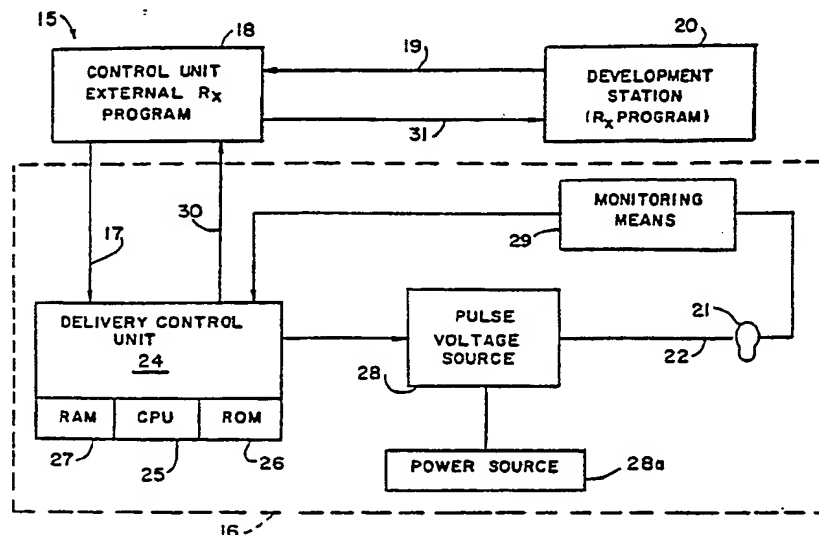 15
18
CONTROL UNIT
EXTERNAL Rx
PROGRAM
19
31
20
DEVELOPMENT
STATION
(Rx PROGRAM)
17
30
MONITORING
MEANS
29
DELIVERY CONTROL
UNIT
24
RAM
CPU
ROM
27
25
26
PULSE
VOLTAGE
SOURCE
28
21
22
POWER SOURCE
28a
16